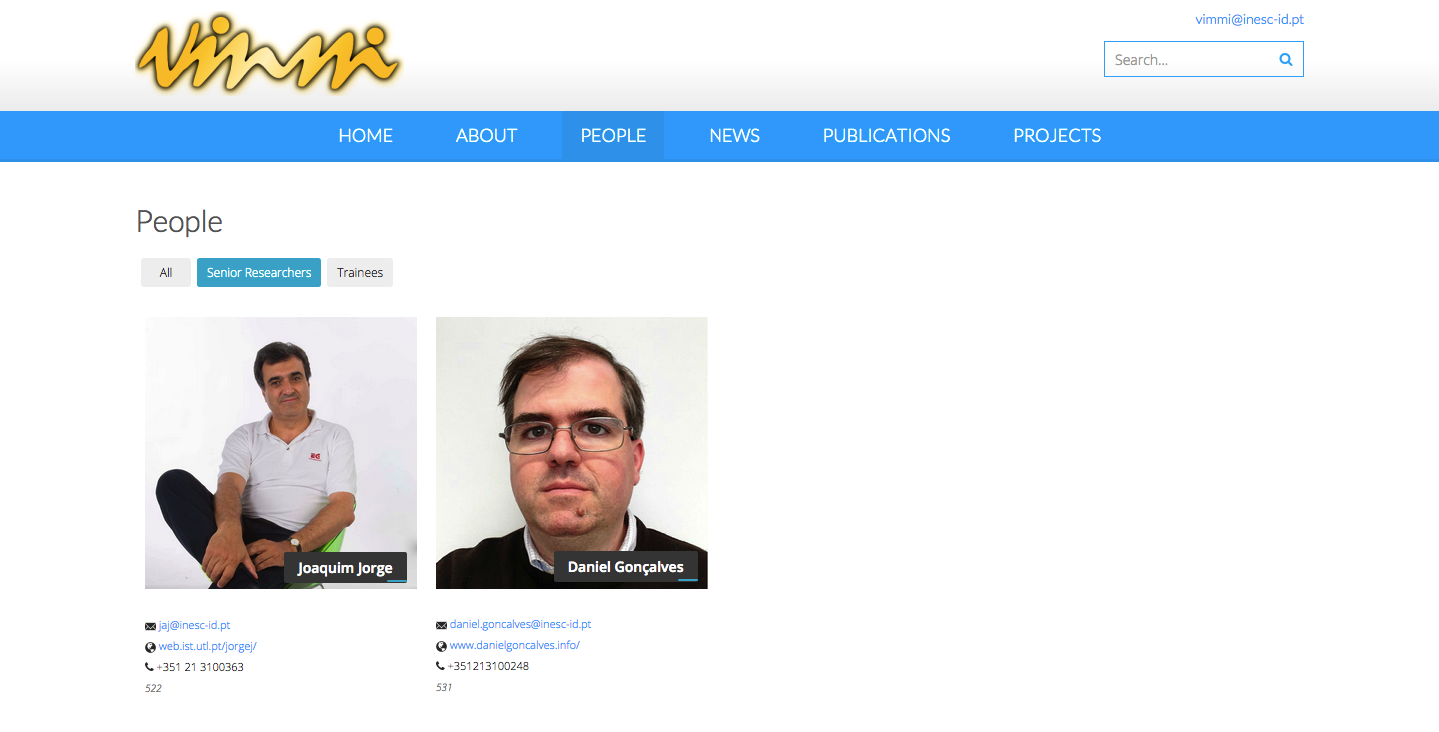 vimmi
vimmi@inesc-id.pt
Search...
HOME ABOUT PEOPLE NEWS PUBLICATIONS PROJECTS
People
All Senior Researchers Trainees
Joaquim Jorge
jaj@inesc-id.pt
web.ist.utl.pt/jorgej/
+351 21 3100363
522
Daniel Gonçalves
daniel.goncalves@inesc-id.pt
www.danielgoncalves.info/
+351213100248
531